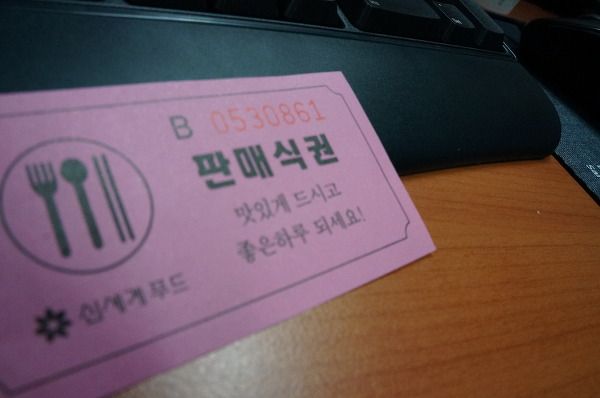 B 0530861
판매식권
맛있게 드시고
좋은하루 되세요!
신세계 푸드